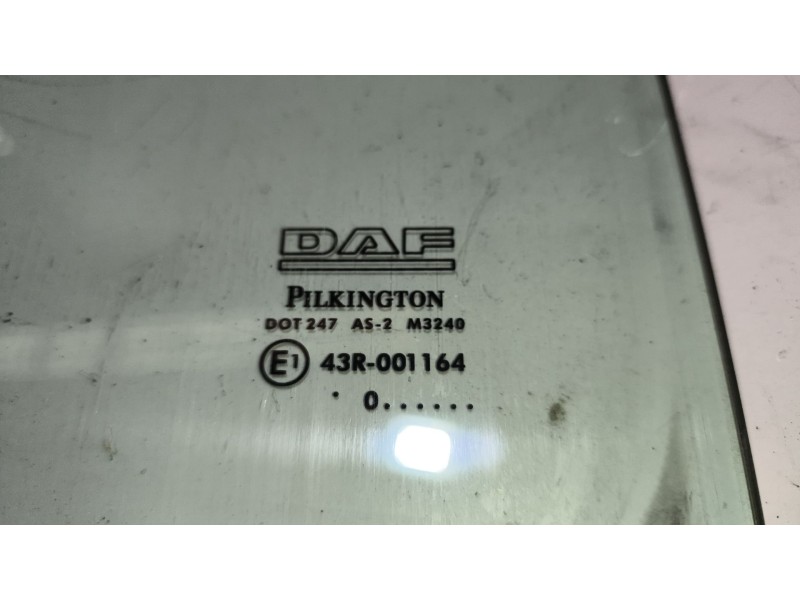 DAF
PILKINGTON
DOT 247 AS-2 M3240
E1 43R-001164
. 0......